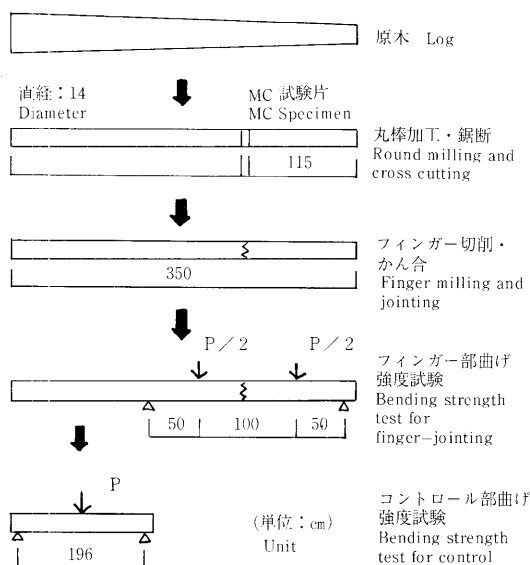 原木 Log
直経：14
Diameter
MC 試験片
MC Specimen
115
丸棒加工・鋸断
Round milling and
cross cutting
350
フィンガー切削・
かん合
Finger milling and
jointing
P／2
P／2
50
100
50
フィンガー部曲げ
強度試験
Bending strength
test for
finger-jointing
P
196
(単位：cm)
Unit
コントロール部曲げ
強度試験
Bending strength
test for control